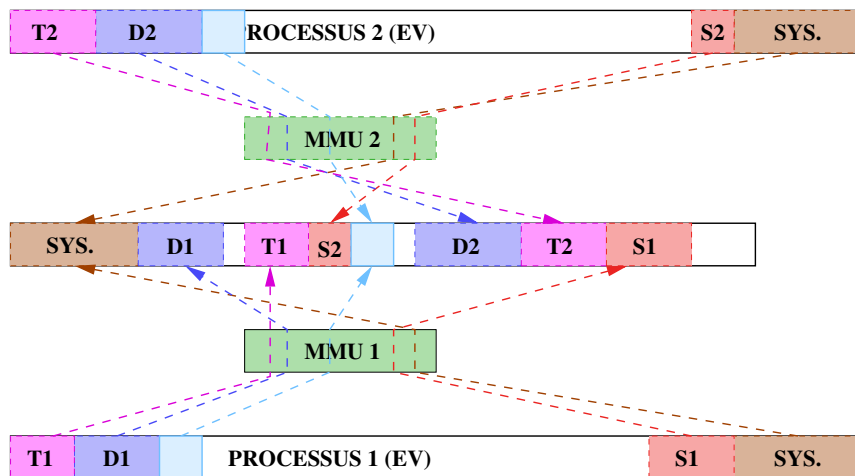 T2 D2 ROCESSUS 2 (EV) S2 SYS.
MMU 2
SYS. D1 T1 S2 D2 T2 S1
MMU 1
T1 D1 PROCESSUS 1 (EV) S1 SYS.